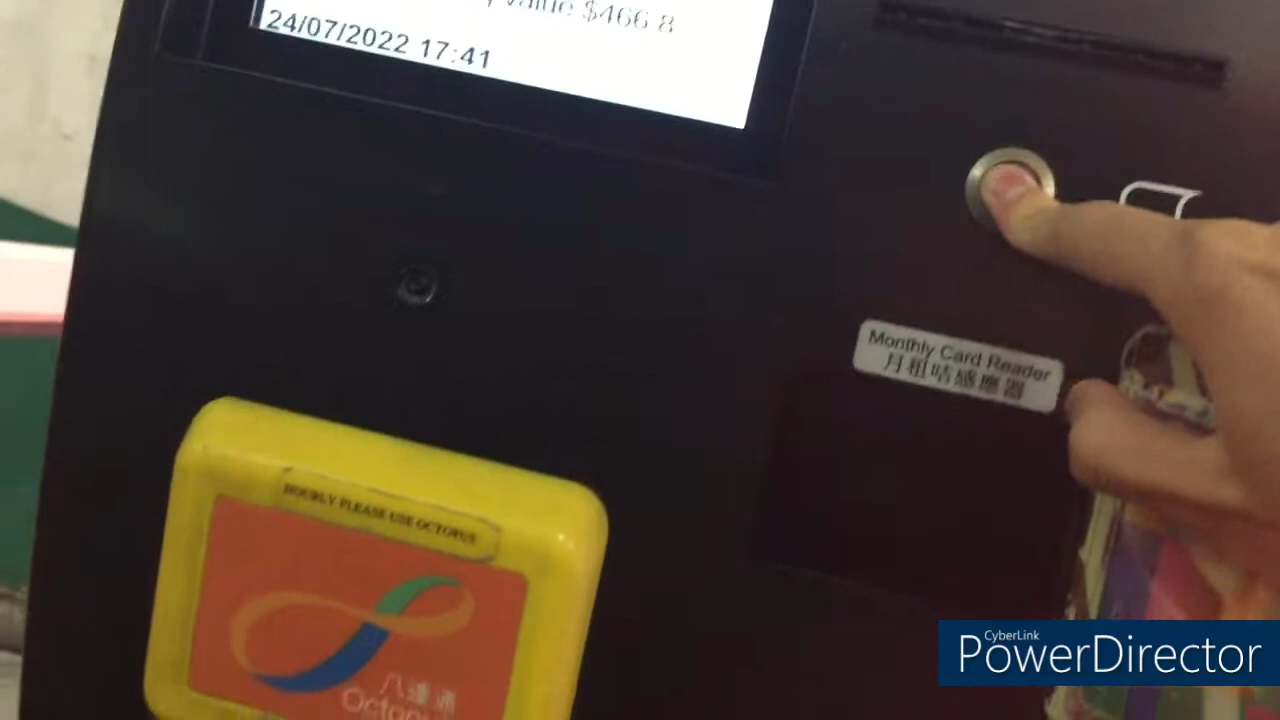 value $466.8
24/07/2022 17:41
Monthly Card Reader
月租咭感應器
HOURLY PLEASE USE OCTOPUS
八達通
CyberLink
PowerDirector